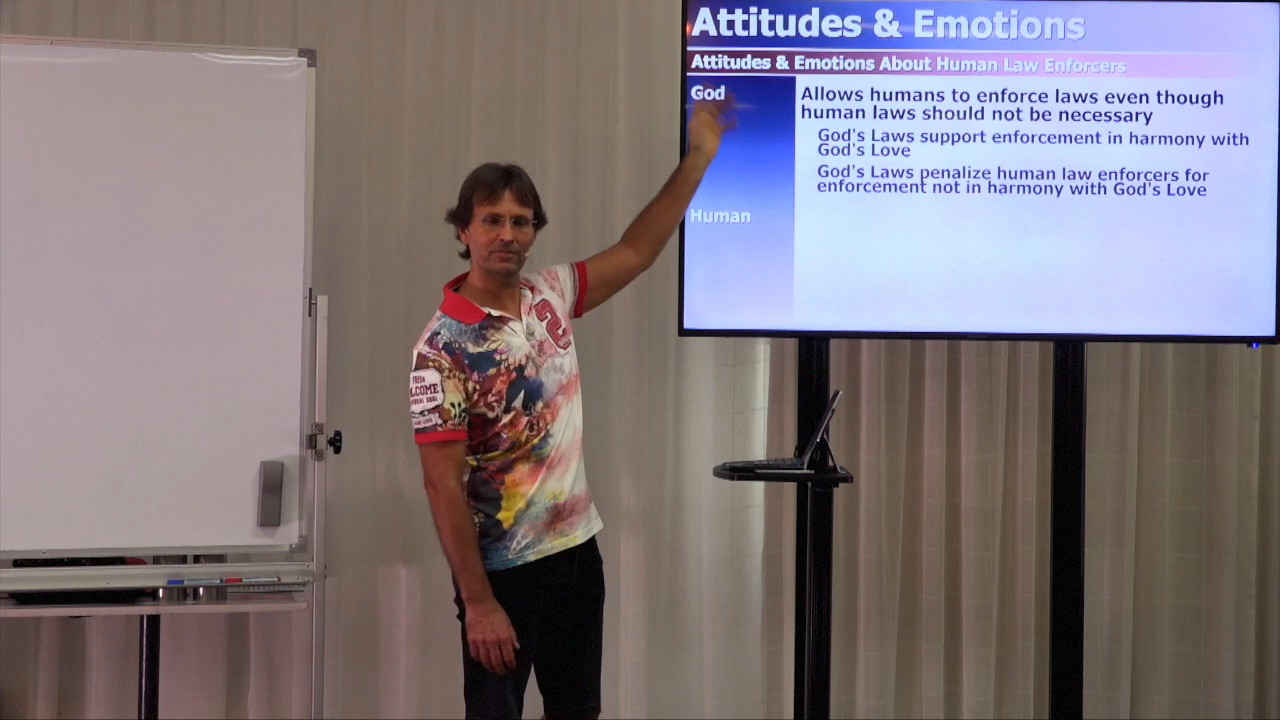 Attitudes & Emotions
Attitudes & Emotions About Human Law Enforcers
God
Allows humans to enforce laws even though
human laws should not be necessary
God's Laws support enforcement in harmony with
God's Love
God's Laws penalize human law enforcers for
enforcement not in harmony with God's Love
Human
2
FRESH